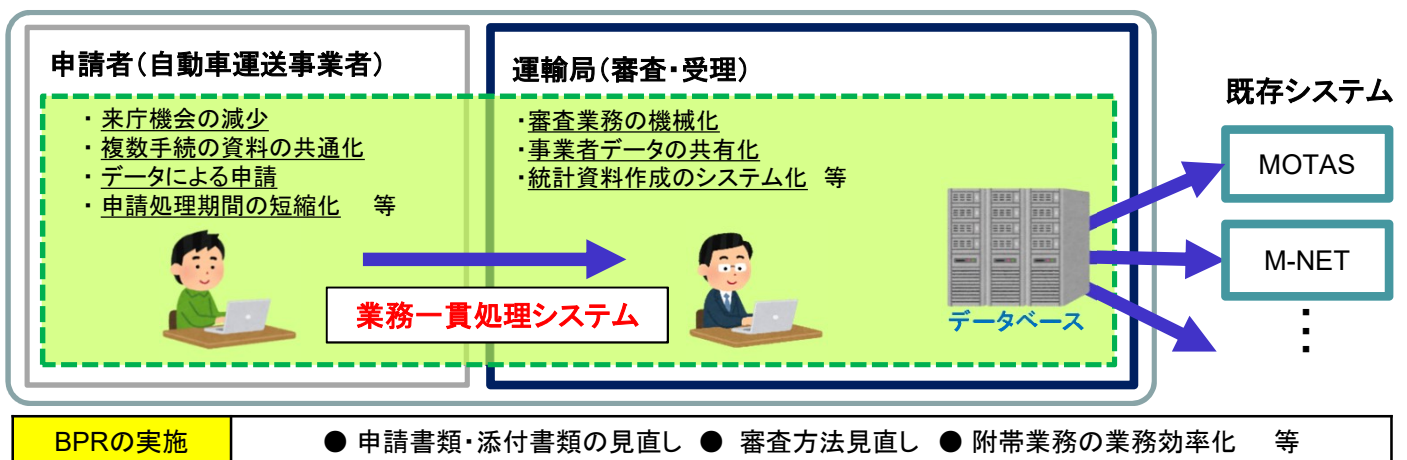 申請者（自動車運送事業者）
・ 来庁機会の減少
・ 複数手続の資料の共通化
・ データによる申請
・ 申請処理期間の短縮化　等
運輸局（審査・受理）
・審査業務の機械化
・事業者データの共有化
・統計資料作成のシステム化　等
業務一貫処理システム
データベース
既存システム
MOTAS
M-NET
⋮
BPRの実施
● 申請書類・添付書類の見直し ● 審査方法見直し ● 附帯業務の業務効率化　等